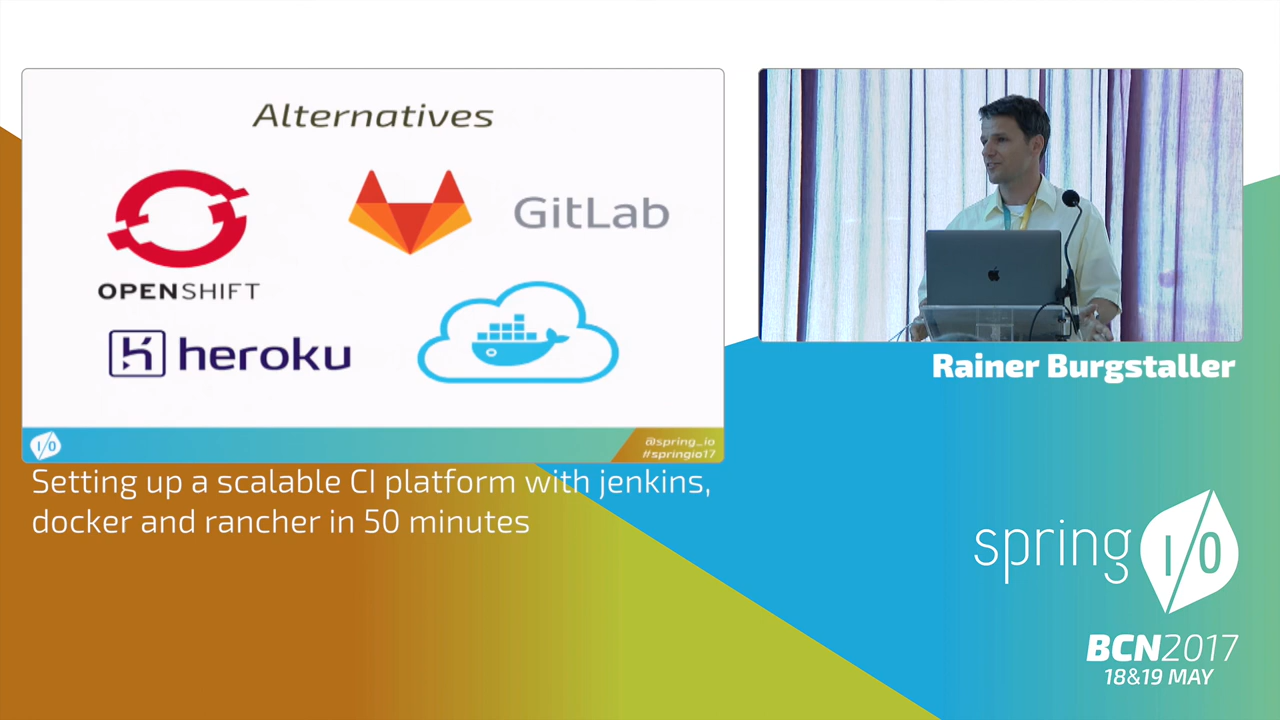 Alternatives
OPENSHIFT
GitLab
heroku
I/O
@spring_io
#springio17
Rainer Burgstaller
Setting up a scalable CI platform with jenkins,
docker and rancher in 50 minutes
spring I/O
BCN2017
18&19 MAY